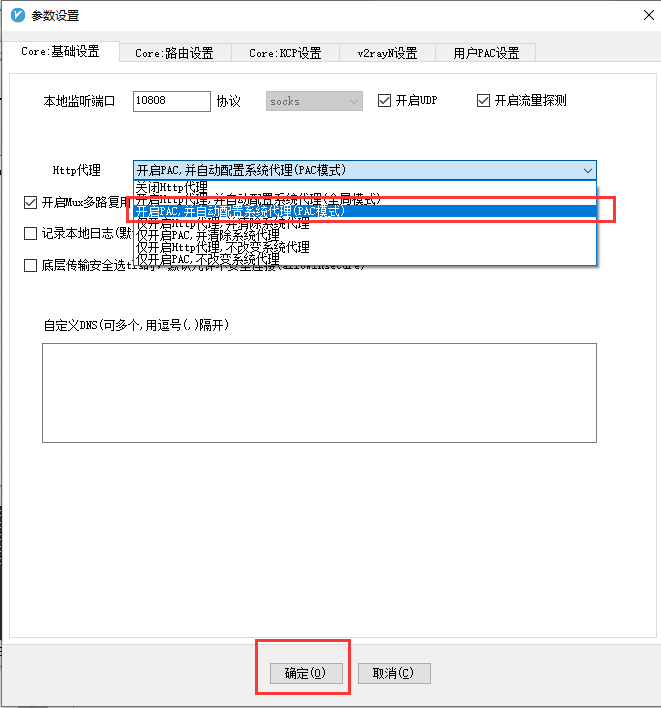 参数设置
Core:基础设置 Core:路由设置 Core:KCP设置 v2rayN设置 用户PAC设置
本地监听端口 10808 协议 socks 开启UDP 开启流量探测
Http代理 开启PAC,并自动配置系统代理(PAC模式)
关闭Http代理
开启Http代理,并自动配置系统代理(全局模式)
开启Mux多路复用
开启PAC,并自动配置系统代理(PAC模式)
仅开启Http代理,并清除系统代理
记录本地日志(默
仅开启PAC,并清除系统代理
仅开启Http代理,不改变系统代理
仅开启PAC,不改变系统代理
底层传输安全选tls时，默认允许不安全连接(allowInsecure)
自定义DNS(可多个,用逗号(,)隔开)
确定(O) 取消(C)